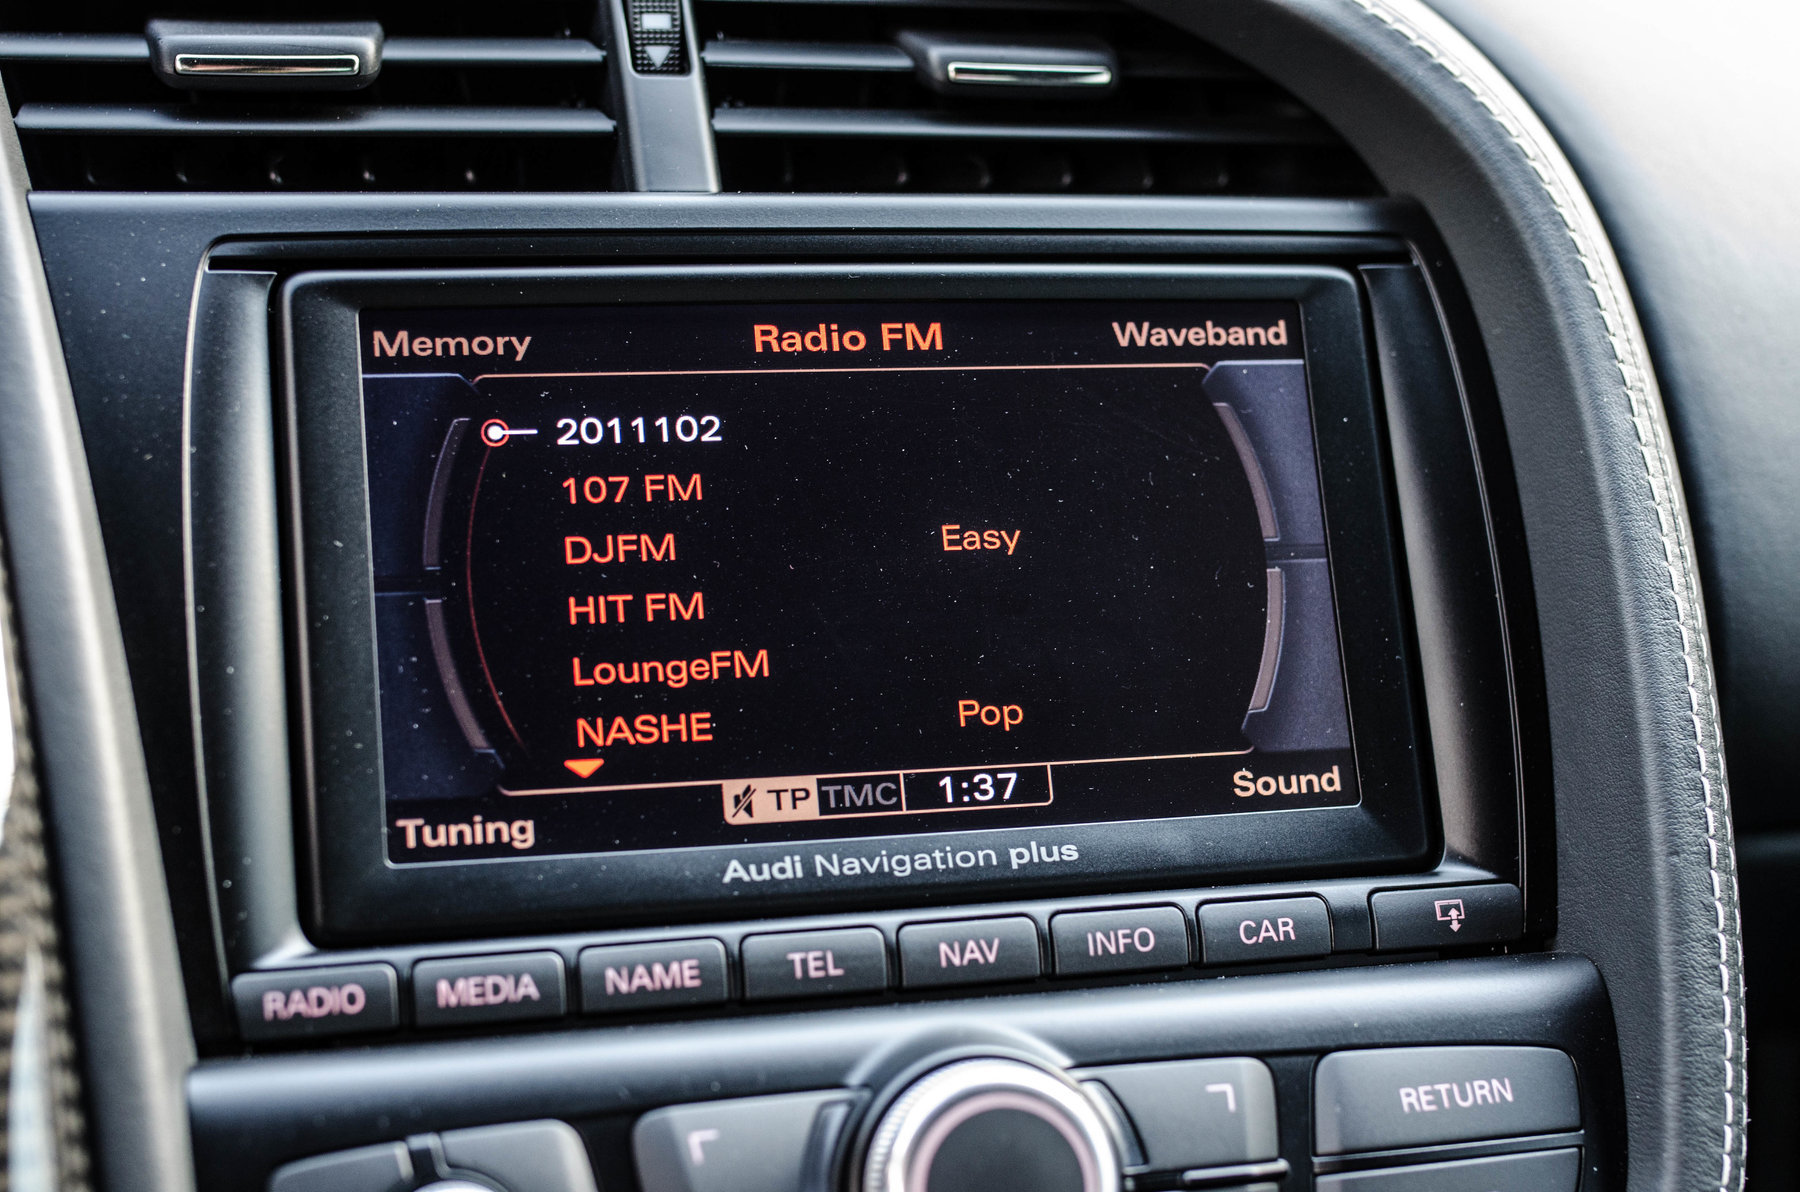 Memory Radio FM Waveband
2011102
107 FM
DJFM Easy
HIT FM
LoungeFM
NASHE Pop
TP TMC 1:37
Tuning Sound
Audi Navigation plus
RADIO MEDIA NAME TEL NAV INFO CAR
RETURN